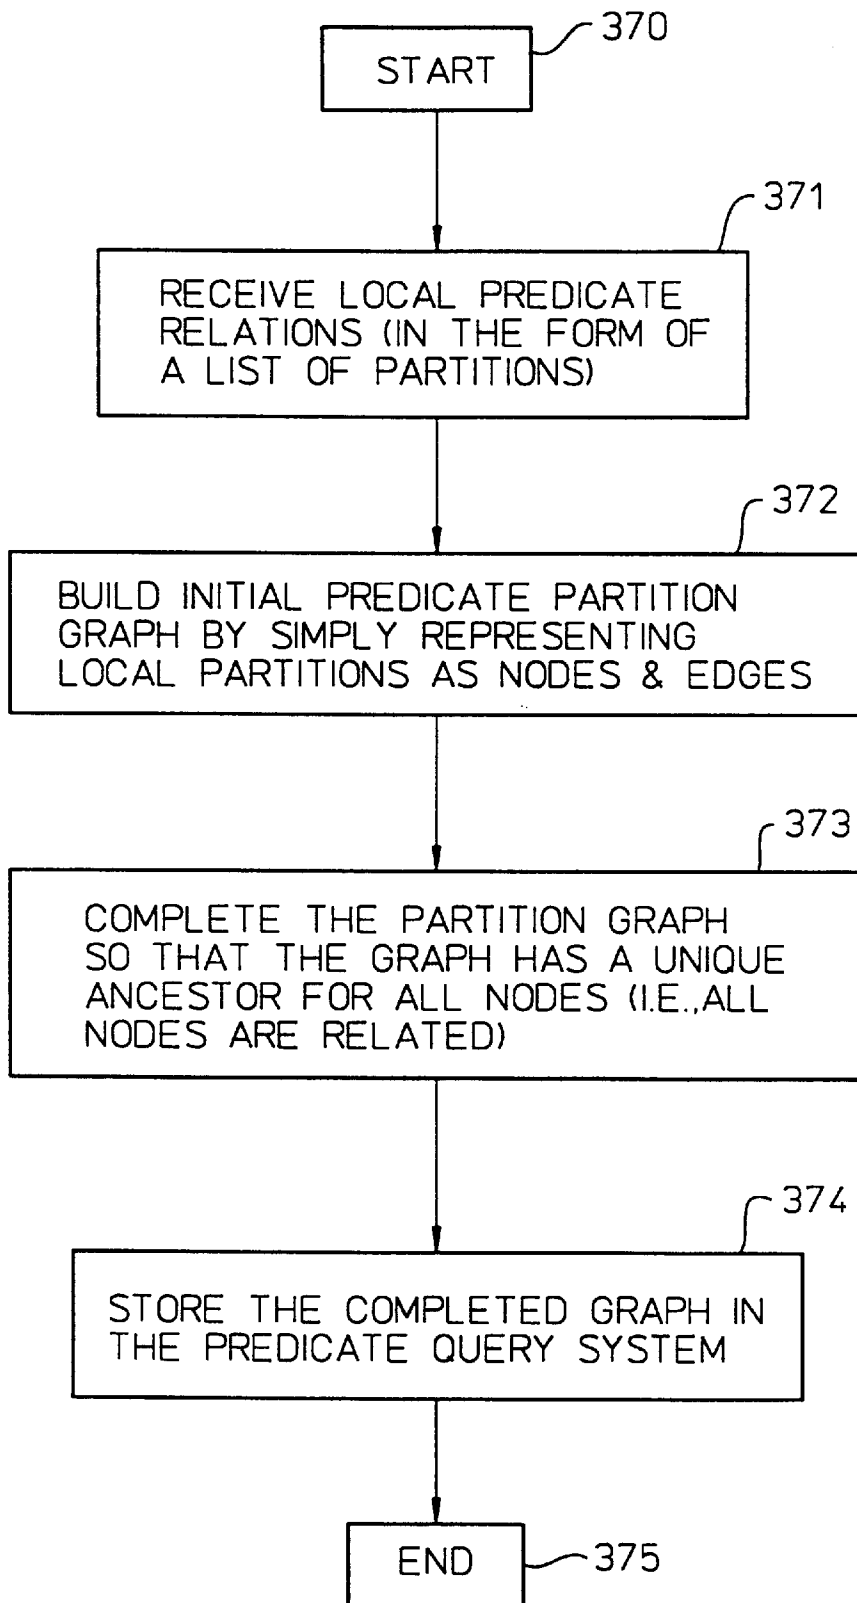 370
START
371
RECEIVE LOCAL PREDICATE
RELATIONS (IN THE FORM OF
A LIST OF PARTITIONS)
372
BUILD INITIAL PREDICATE PARTITION
GRAPH BY SIMPLY REPRESENTING
LOCAL PARTITIONS AS NODES & EDGES
373
COMPLETE THE PARTITION GRAPH
SO THAT THE GRAPH HAS A UNIQUE
ANCESTOR FOR ALL NODES (I.E.,ALL
NODES ARE RELATED)
374
STORE THE COMPLETED GRAPH IN
THE PREDICATE QUERY SYSTEM
END
375